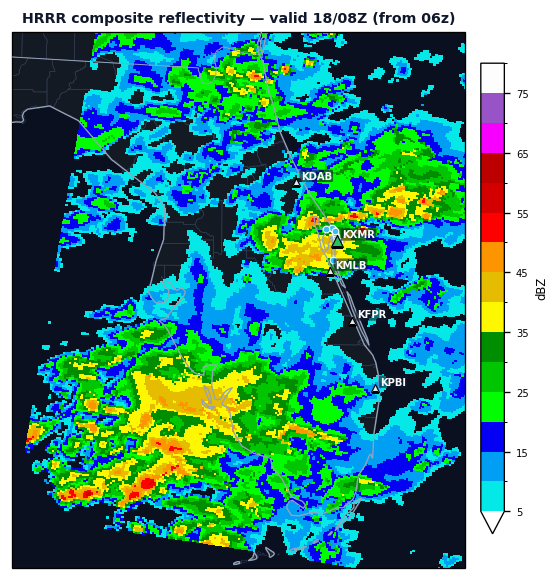 HRRR composite reflectivity — valid 18/08Z (from 06z)
KDAB
KXMR
KMLB
KFPR
KPBI
75
65
55
45
35
25
15
5
dBZ